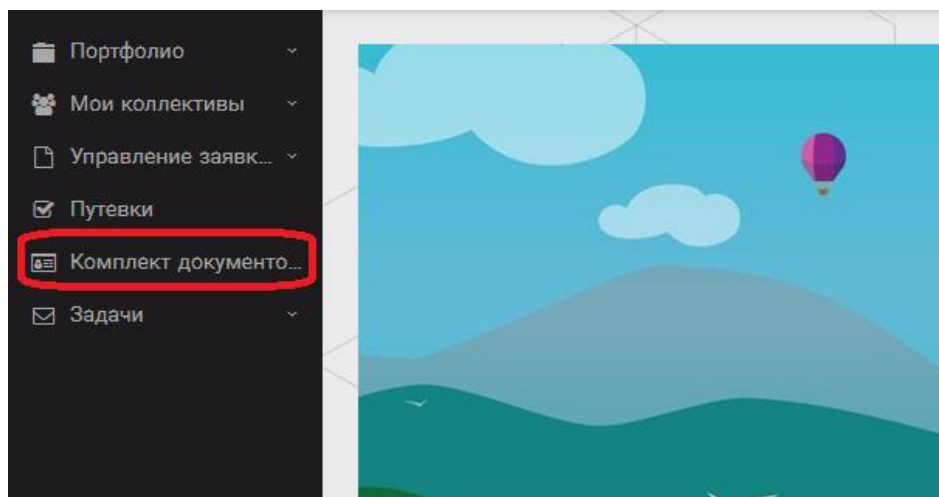 Портфолио
Мои коллективы
Управление заявк...
Путевки
Комплект документо...
Задачи